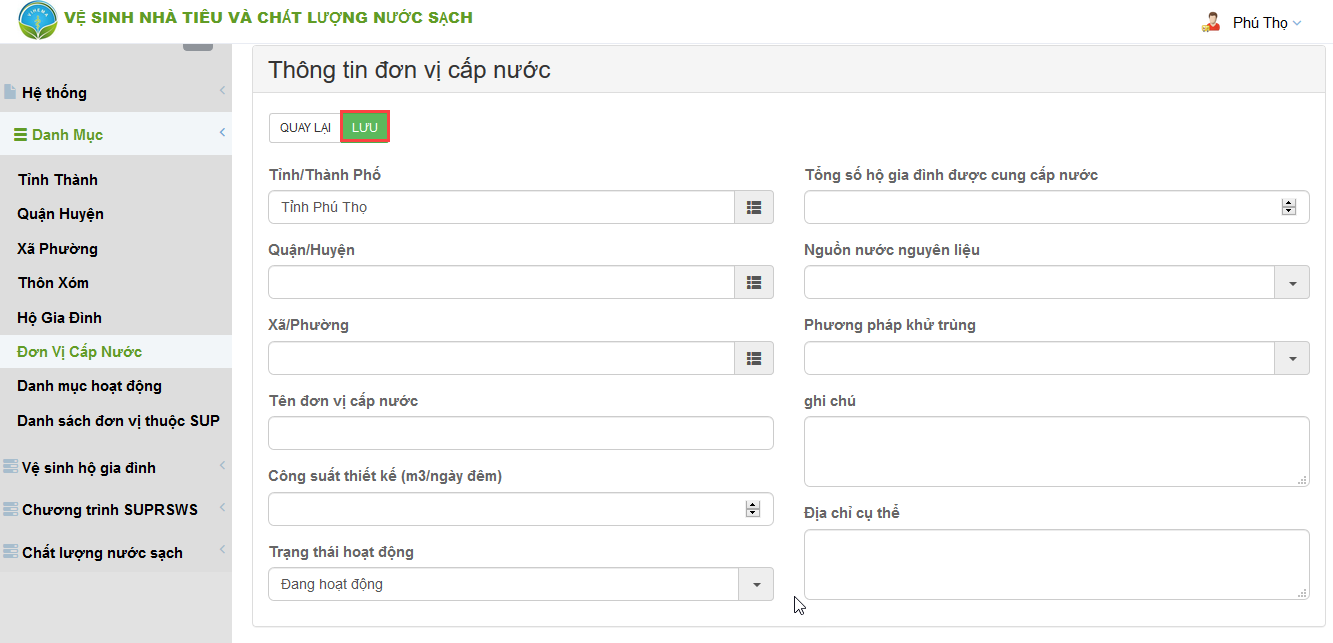 VỆ SINH NHÀ TIÊU VÀ CHẤT LƯỢNG NƯỚC SẠCH
Phú Thọ
Hệ thống
Danh Mục
Tỉnh Thành
Quận Huyện
Xã Phường
Thôn Xóm
Hộ Gia Đình
Đơn Vị Cấp Nước
Danh mục hoạt động
Danh sách đơn vị thuộc SUP
Vệ sinh hộ gia đình
Chương trình SUPRSWS
Chất lượng nước sạch
Thông tin đơn vị cấp nước
QUAY LẠI LƯU
Tỉnh/Thành Phố
Tỉnh Phú Thọ
Quận/Huyện
Xã/Phường
Tên đơn vị cấp nước
Công suất thiết kế (m3/ngày đêm)
Trạng thái hoạt động
Đang hoạt động
Tổng số hộ gia đình được cung cấp nước
Nguồn nước nguyên liệu
Phương pháp khử trùng
ghi chú
Địa chỉ cụ thể